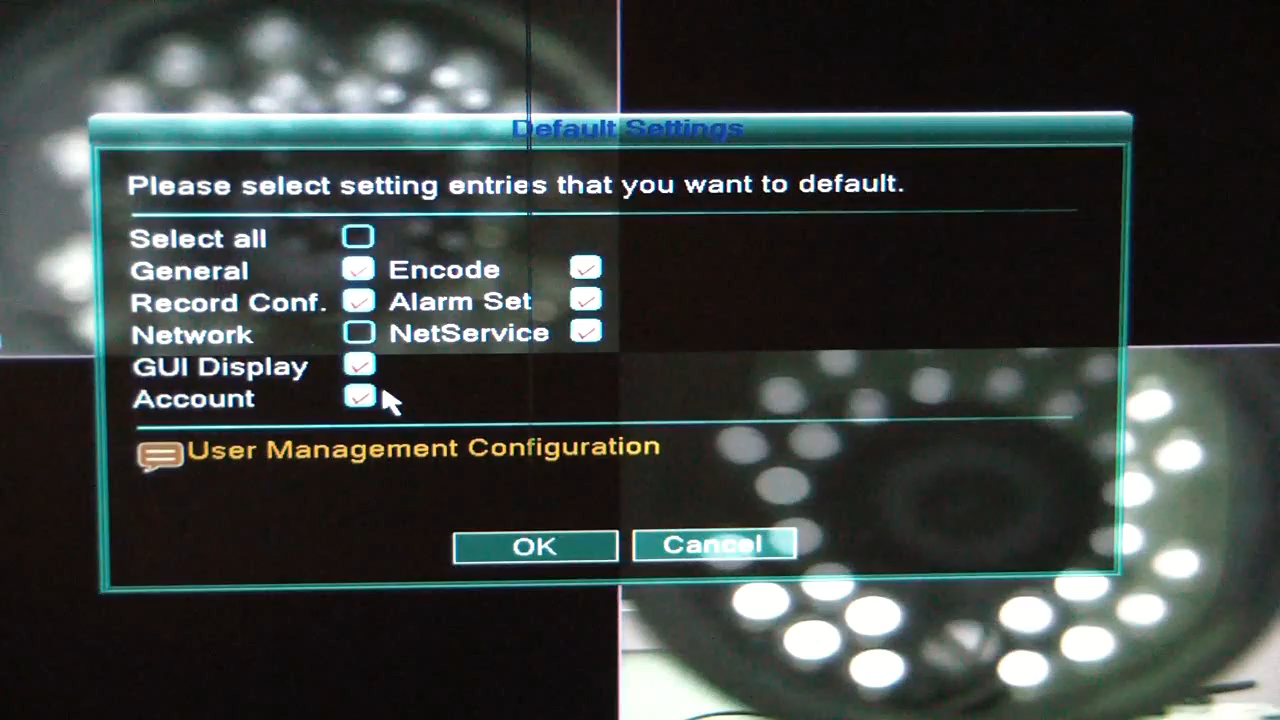 Default Settings
Please select setting entries that you want to default.
Select all
General Encode
Record Conf. Alarm Set
Network NetService
GUI Display
Account
User Management Configuration
OK Cancel